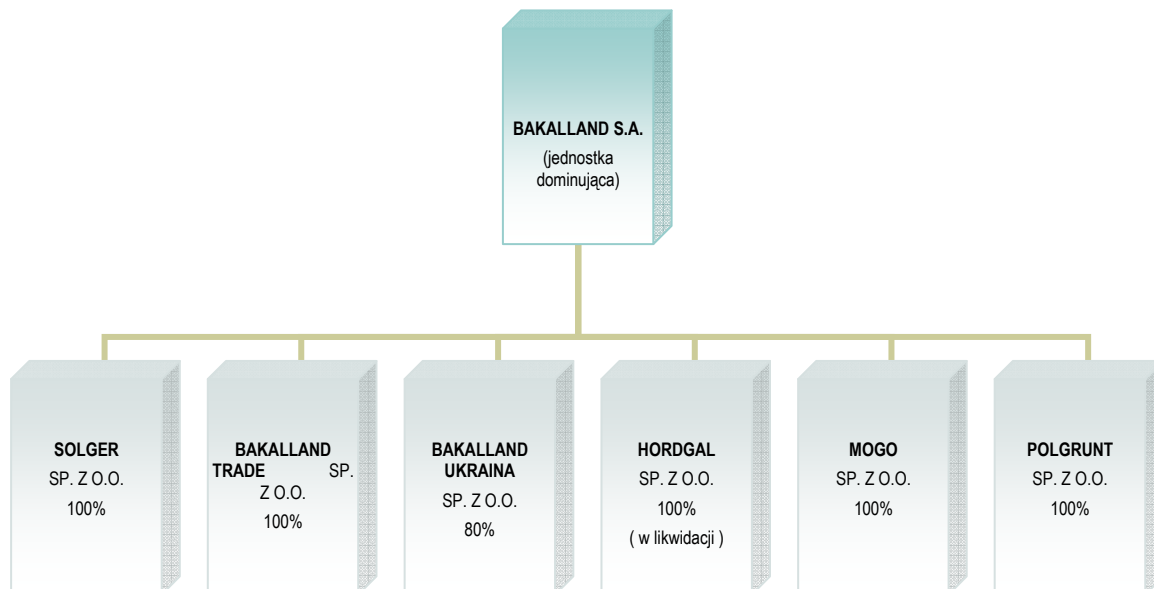 BAKALLAND S.A.
(jednostka
dominująca)
SOLGER
SP. Z O.O.
100%
BAKALLAND
TRADE SP.
Z O.O.
100%
BAKALLAND
UKRAINA
SP. Z O.O.
80%
HORDGAL
SP. Z O.O.
100%
( w likwidacji )
MOGO
SP. Z O.O.
100%
POLGRUNT
SP. Z O.O.
100%